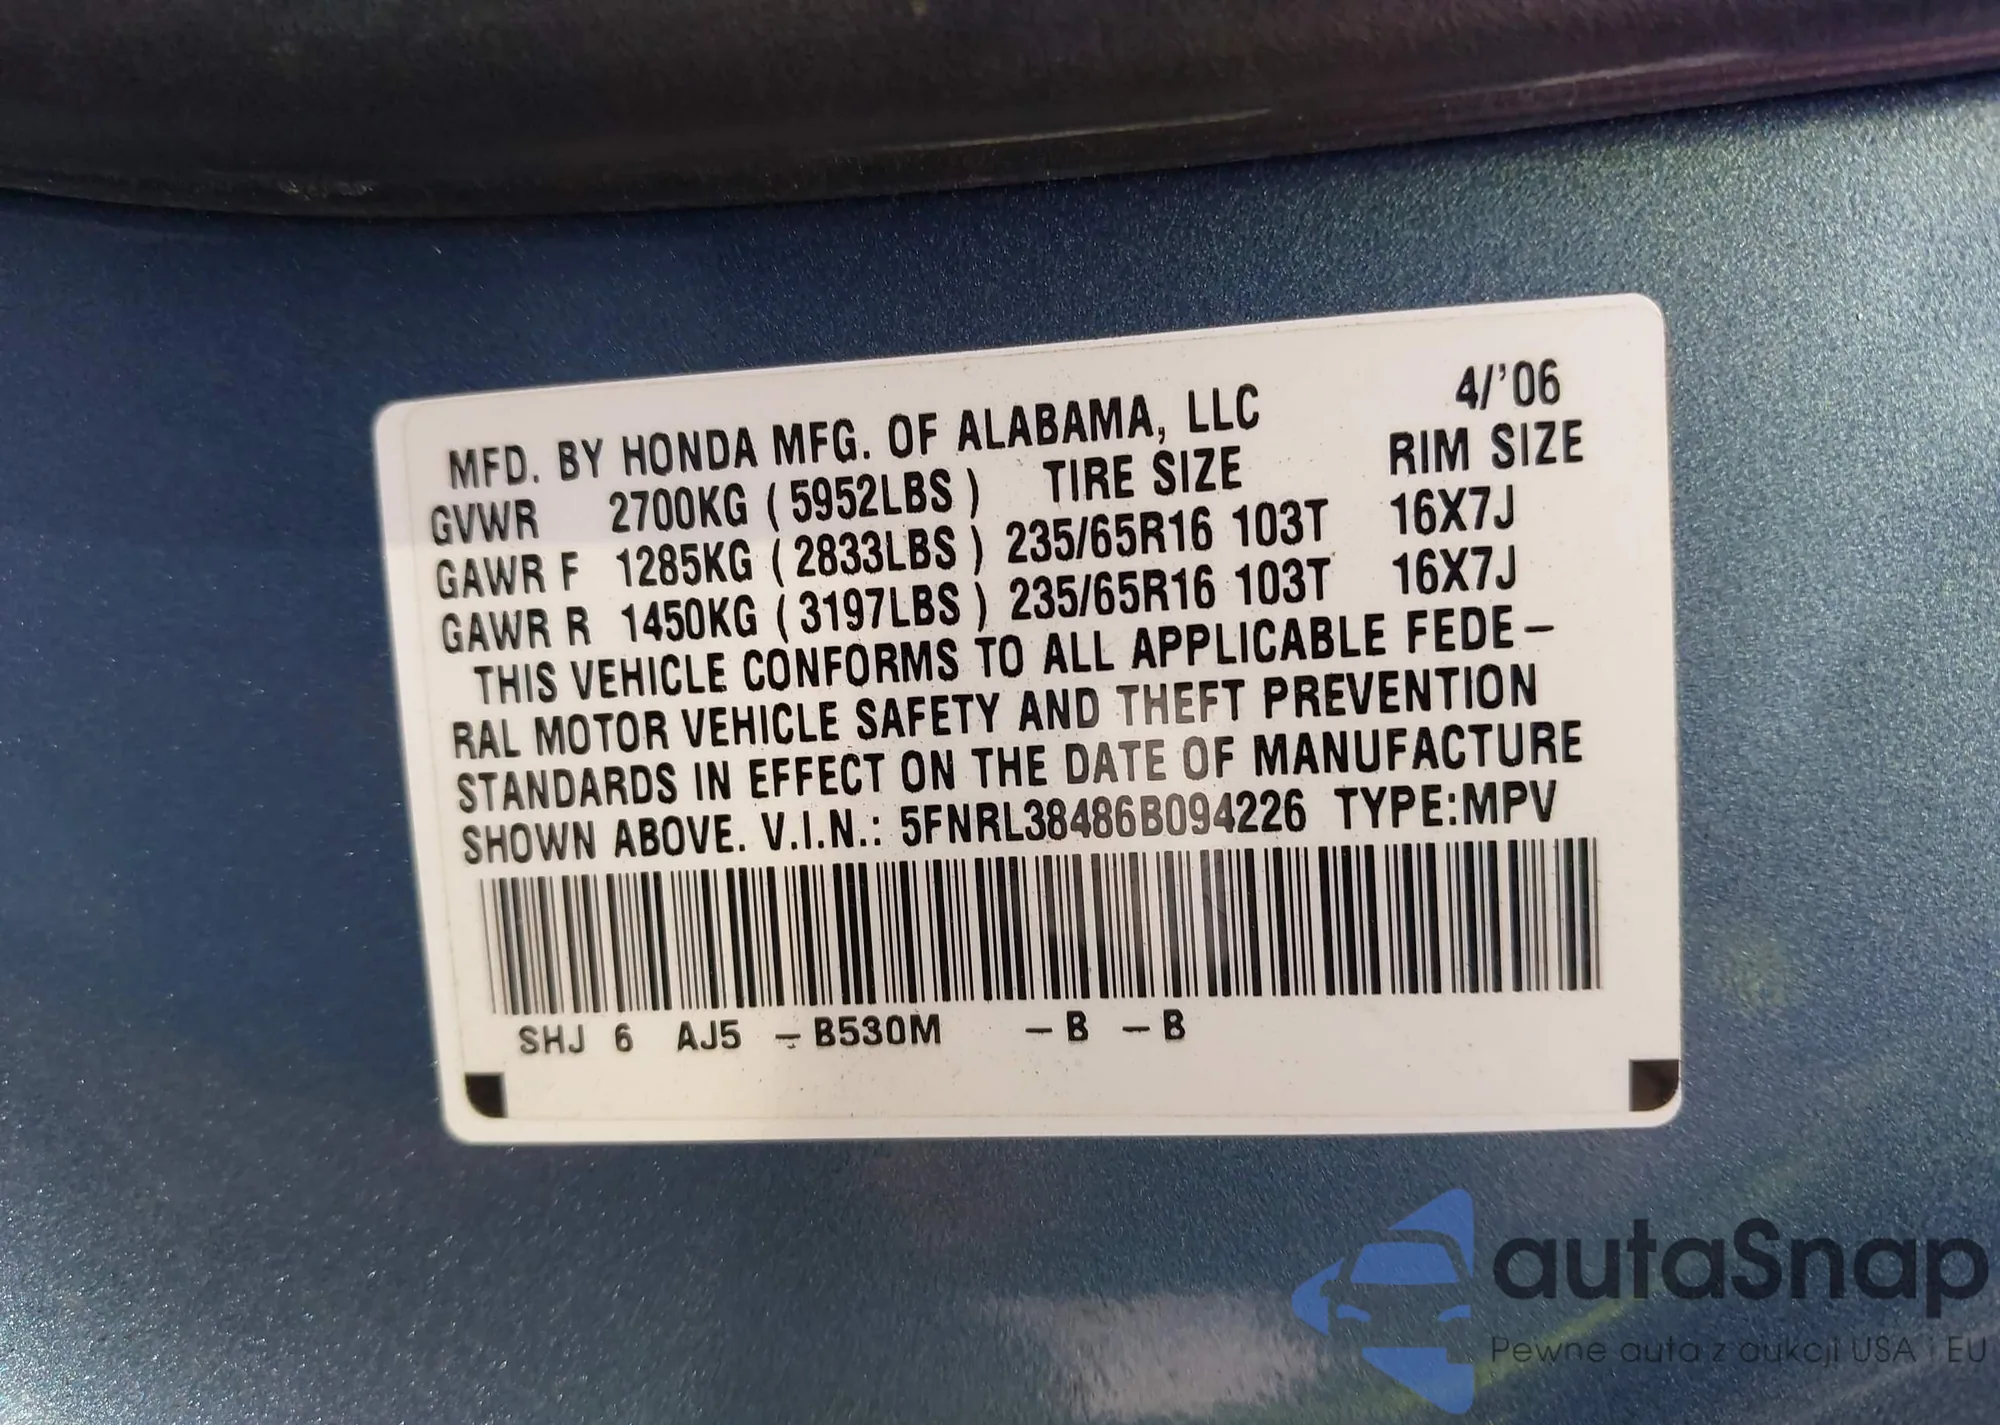 MFD. BY HONDA MFG. OF ALABAMA, LLC 4/'06
GVWR 2700KG (5952LBS) TIRE SIZE RIM SIZE
GAWR F 1285KG (2833LBS) 235/65R16 103T 16X7J
GAWR R 1450KG (3197LBS) 235/65R16 103T 16X7J
THIS VEHICLE CONFORMS TO ALL APPLICABLE FEDE-
RAL MOTOR VEHICLE SAFETY AND THEFT PREVENTION
STANDARDS IN EFFECT ON THE DATE OF MANUFACTURE
SHOWN ABOVE. V.I.N.: 5FNRL38486B094226 TYPE:MPV
SHJ 6 AJ5 -B530M -B -B
autaSnap
Pewne auta z aukcji USA i EU